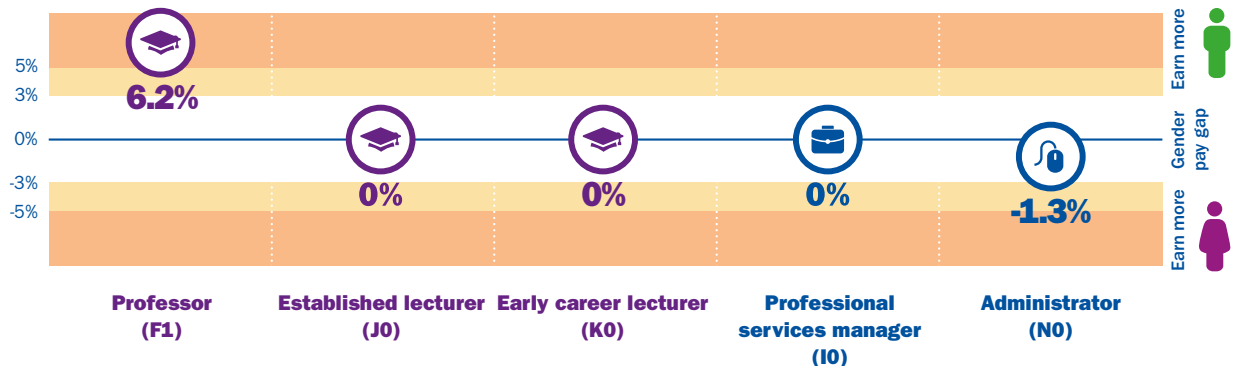 Earn more
5%
3%
6.2%
0%
Gender
pay gap
-3%
0%
0%
0%
-5%
-1.3%
Earn more
Professor
(F1)
Established lecturer
(J0)
Early career lecturer
(K0)
Professional
services manager
(I0)
Administrator
(N0)